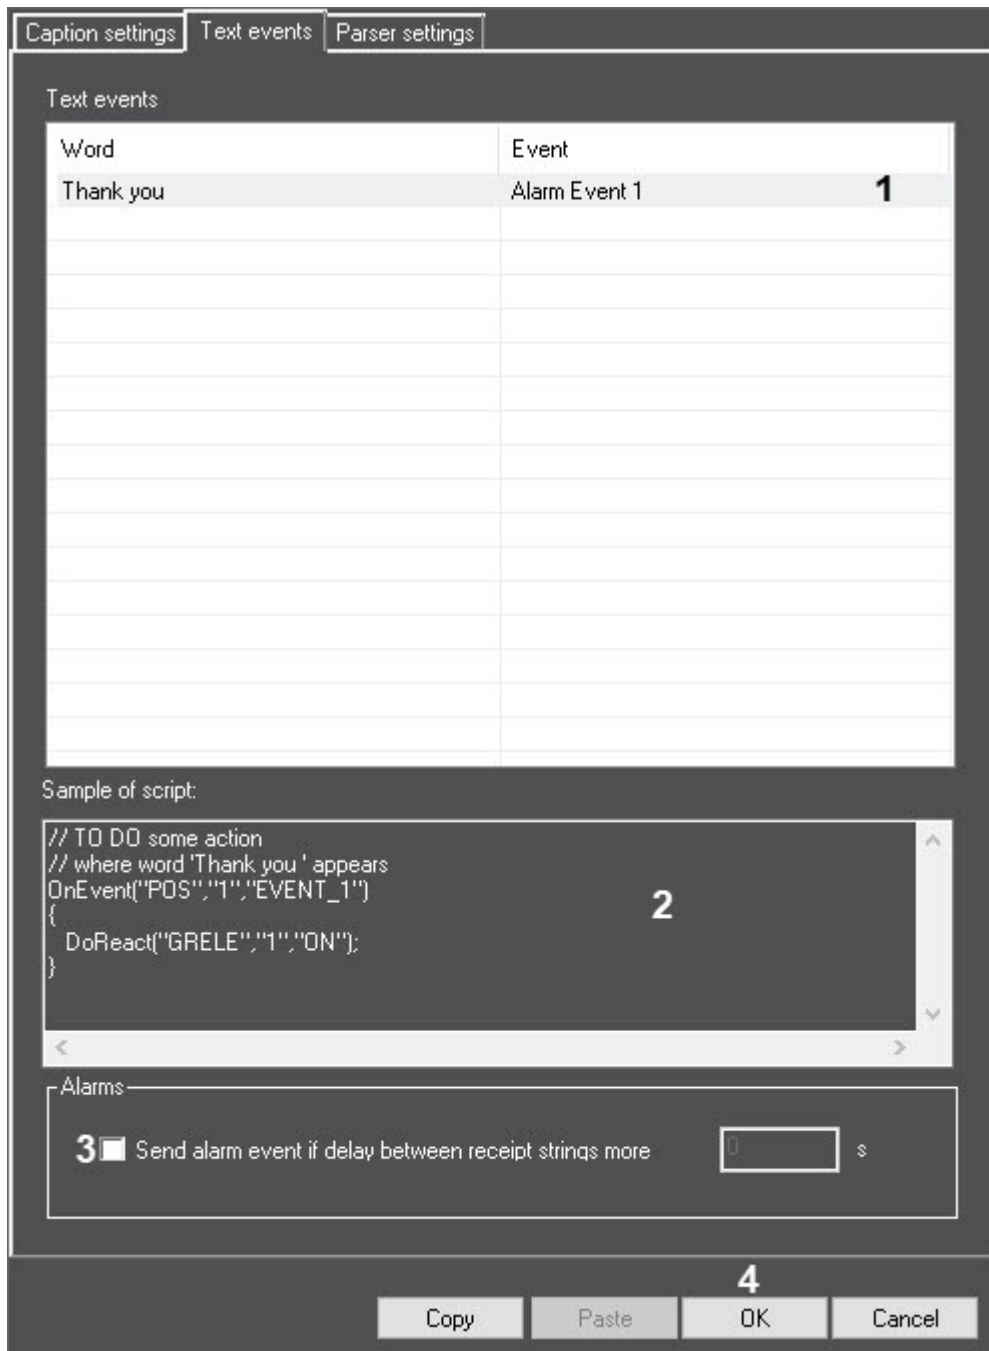 Caption settings Text events Parser settings
Text events
Word Event
Thank you Alarm Event 1 1
Sample of script:
// TO DO some action
// where word 'Thank you ' appears
OnEvent("POS","1","EVENT_1")
{
2
DoReact("GRELE","1","ON");
}
Alarms
3 Send alarm event if delay between receipt strings more 0 s
4
Copy Paste OK Cancel